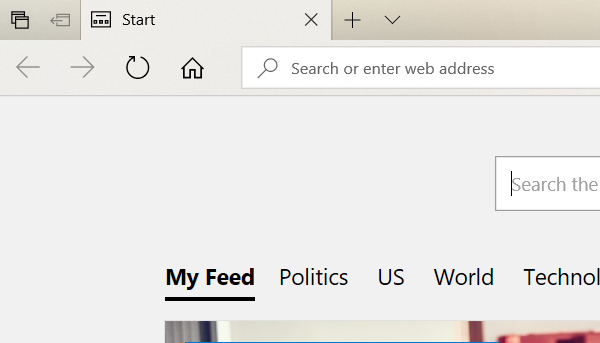 Start
Search or enter web address
Search the
My Feed Politics US World Technol